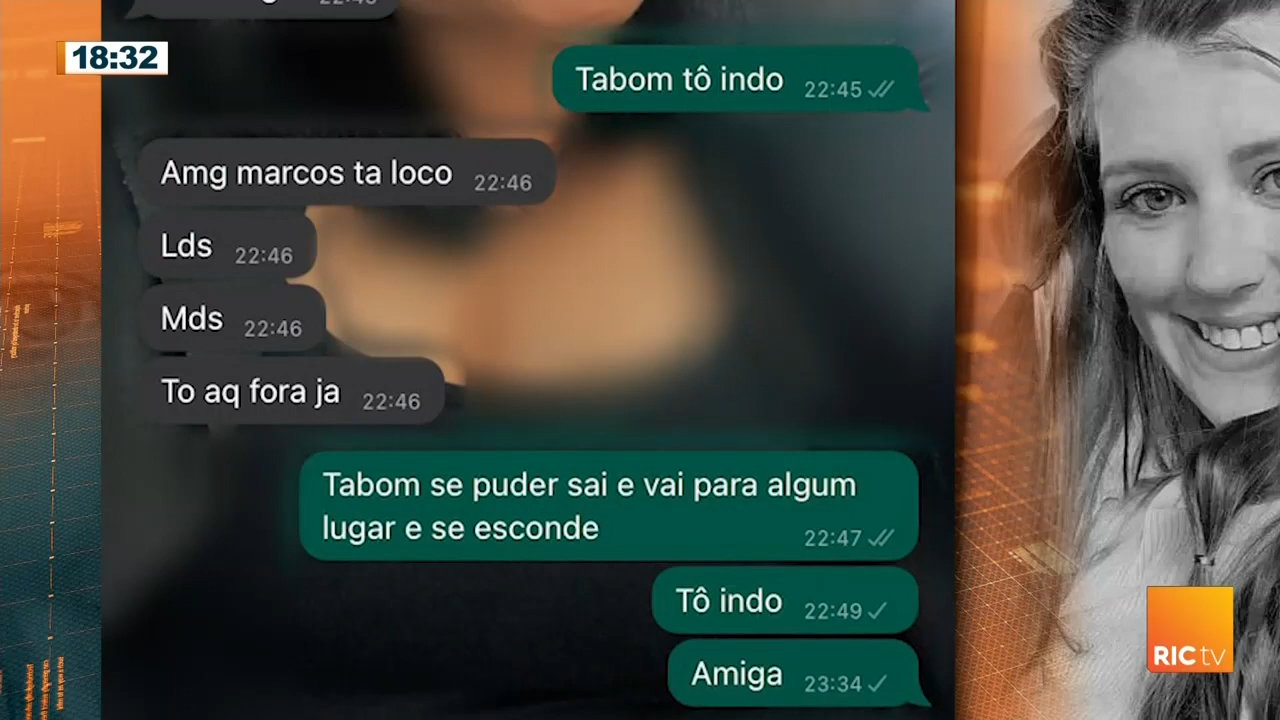 18:32
Tabom tô indo 22:45
Amg marcos ta loco 22:46
Lds 22:46
Mds 22:46
To aq fora ja 22:46
Tabom se puder sai e vai para algum
lugar e se esconde 22:47
Tô indo 22:49
Amiga 23:34
RIC tv